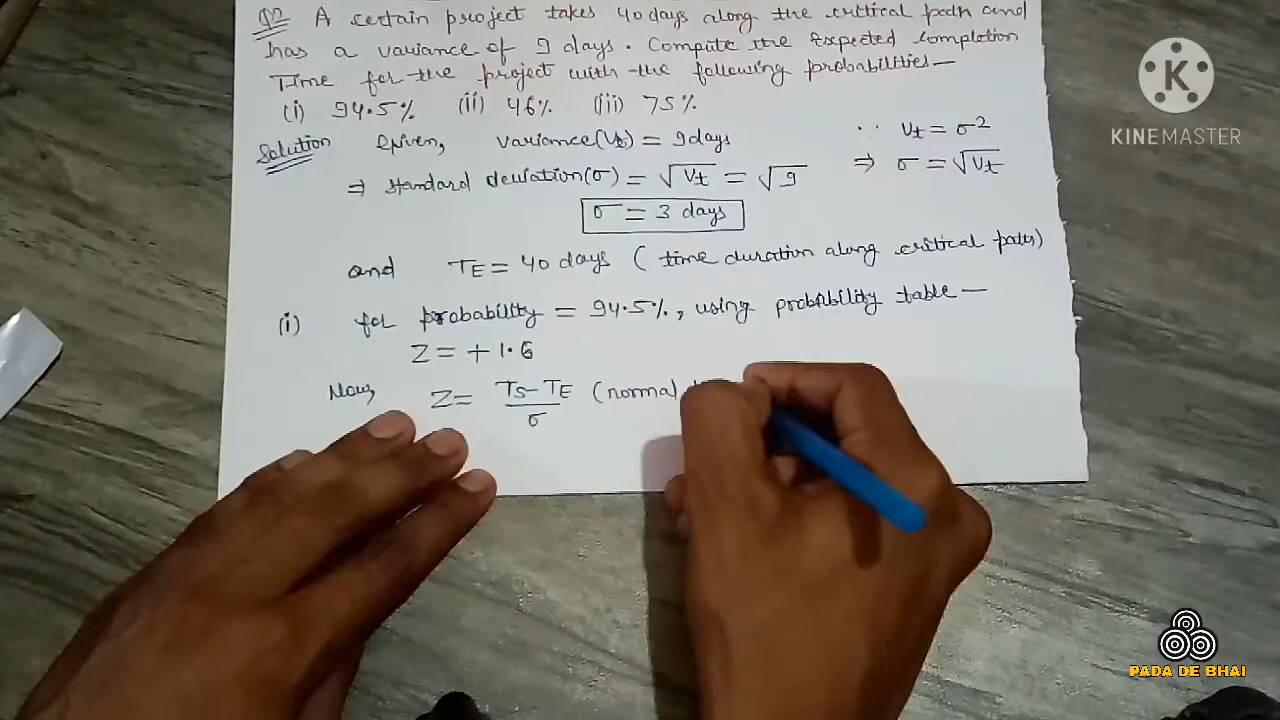 Q2 A certain project takes 40 days along the critical path and
has a variance of 9 days. Compute the Expected completion
Time for the project with the following probabilities—
(i) 94.5% (ii) 46% (iii) 75%
Solution Given, variance(Vt) = 9days ∵ Vt = σ²
⇒ standard deviation(σ) = √Vt = √9 ⇒ σ = √Vt
σ = 3 days
and TE = 40 days ( time duration along critical path)
(i) for probability = 94.5%, using probability table—
Z = + 1.6
Now, Z = TS - TE / σ (normal
KINEMASTER
PADA DE BHAI